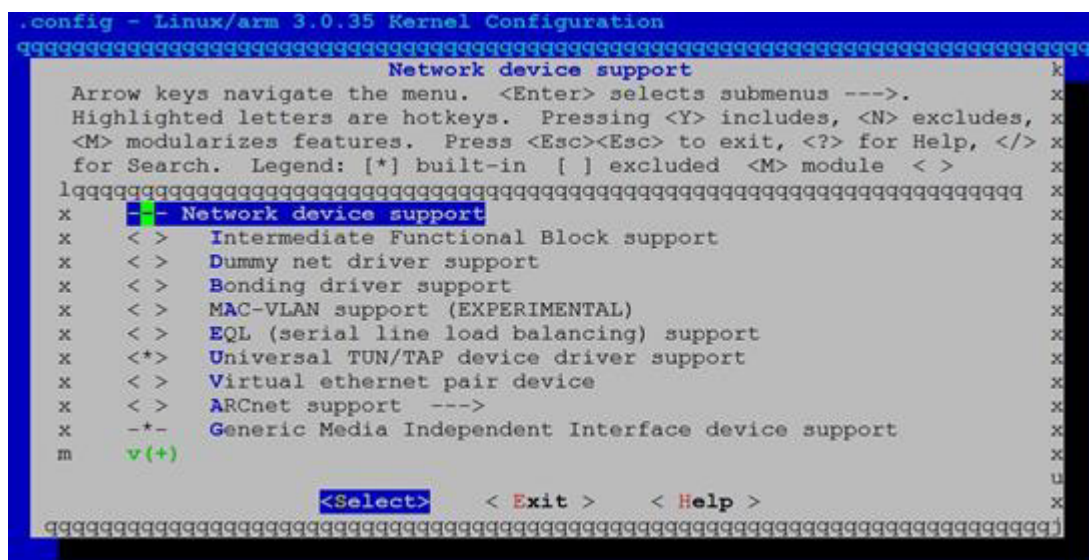 .config - Linux/arm 3.0.35 Kernel Configuration
qqqqqqqqqqqqqqqqqqqqqqqqqqqqqqqqqqqqqqqqqqqqqqqqqqqqqqqqqqqqqqqqqqqqqqqqqqqqqq
Network device support k
Arrow keys navigate the menu.  <Enter> selects submenus --->. x
Highlighted letters are hotkeys.  Pressing <Y> includes, <N> excludes, x
<M> modularizes features.  Press <Esc><Esc> to exit, <?> for Help, </> x
for Search.  Legend: [*] built-in  [ ] excluded  <M> module  < > x
lqqqqqqqqqqqqqqqqqqqqqqqqqqqqqqqqqqqqqqqqqqqqqqqqqqqqqqqqqqqqqqqqqqqqq x
x --- Network device support x
x < > Intermediate Functional Block support x
x < > Dummy net driver support x
x < > Bonding driver support x
x < > MAC-VLAN support (EXPERIMENTAL) x
x < > EQL (serial line load balancing) support x
x <*> Universal TUN/TAP device driver support x
x < > Virtual ethernet pair device x
x < > ARCnet support ---> x
x -*- Generic Media Independent Interface device support x
m v(+) x
u
<Select> < Exit > < Help > x
qqqqqqqqqqqqqqqqqqqqqqqqqqqqqqqqqqqqqqqqqqqqqqqqqqqqqqqqqqqqqqqqqqqqqqqqqqj